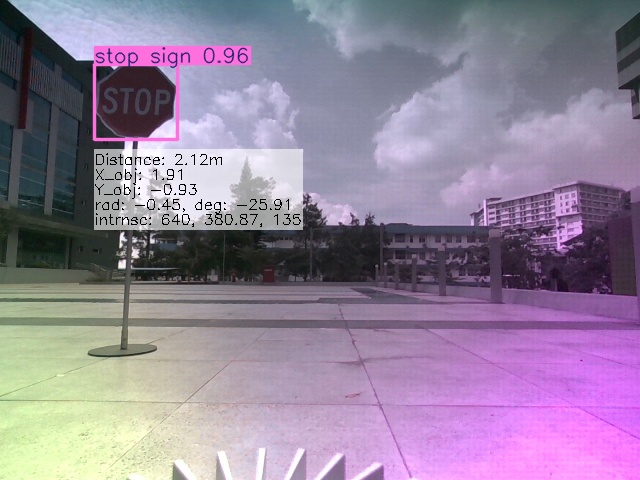 stop sign 0.96
STOP
Distance: 2.12m
X_obj: 1.91
Y_obj: -0.93
rad: -0.45, deg: -25.91
intrnsc: 640, 380.87, 135